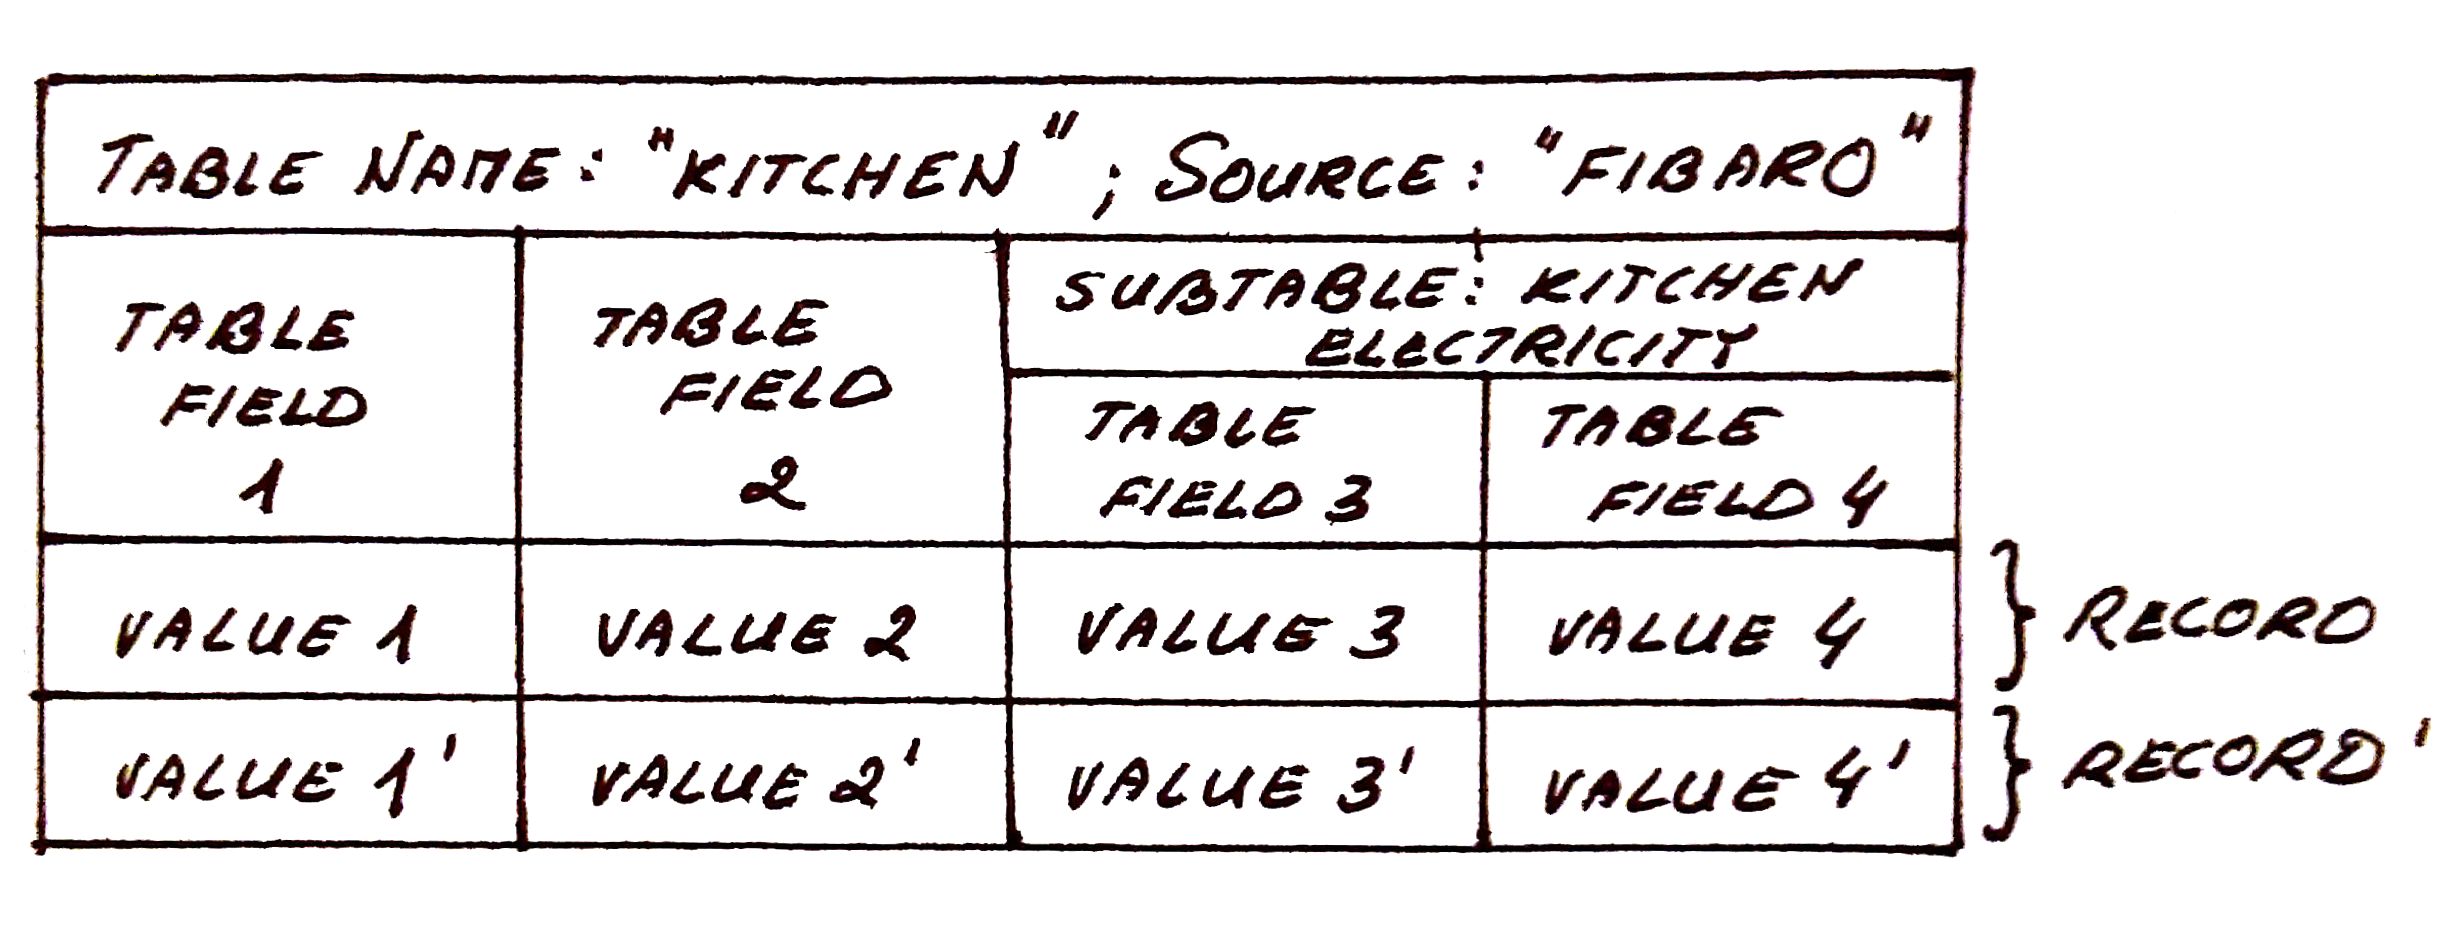 TABLE NAME: "KITCHEN"; SOURCE: "FIBARO"
TABLE
FIELD
1
TABLE
FIELD
2
SUBTABLE: KITCHEN
ELECTRICITY
TABLE
FIELD 3
TABLE
FIELD 4
VALUE 1 VALUE 2 VALUE 3 VALUE 4 } RECORD
VALUE 1' VALUE 2' VALUE 3' VALUE 4' } RECORD'